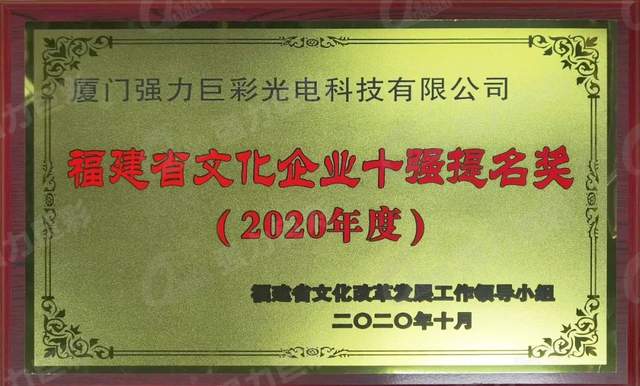 厦门强力巨彩光电科技有限公司
福建省文化企业十强提名奖
（2020年度）
福建省文化改革发展工作领导小组
二〇二〇年十月